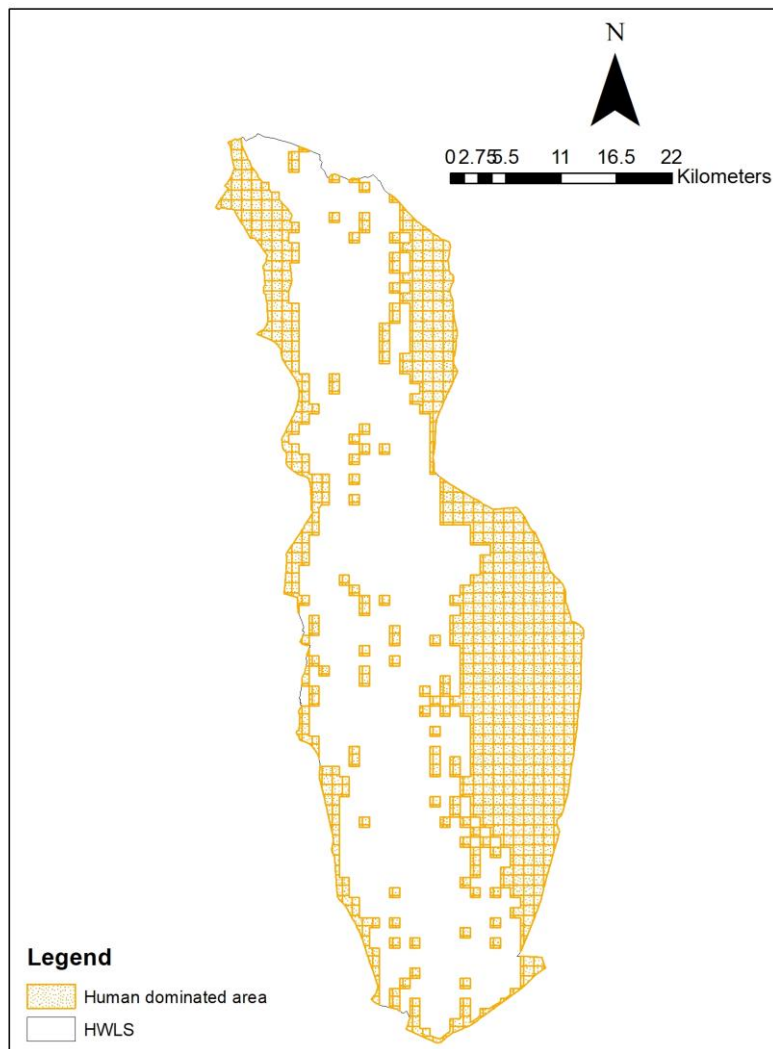 N
0 2.75 5.5 11 16.5 22
Kilometers
Legend
Human dominated area
HWLS